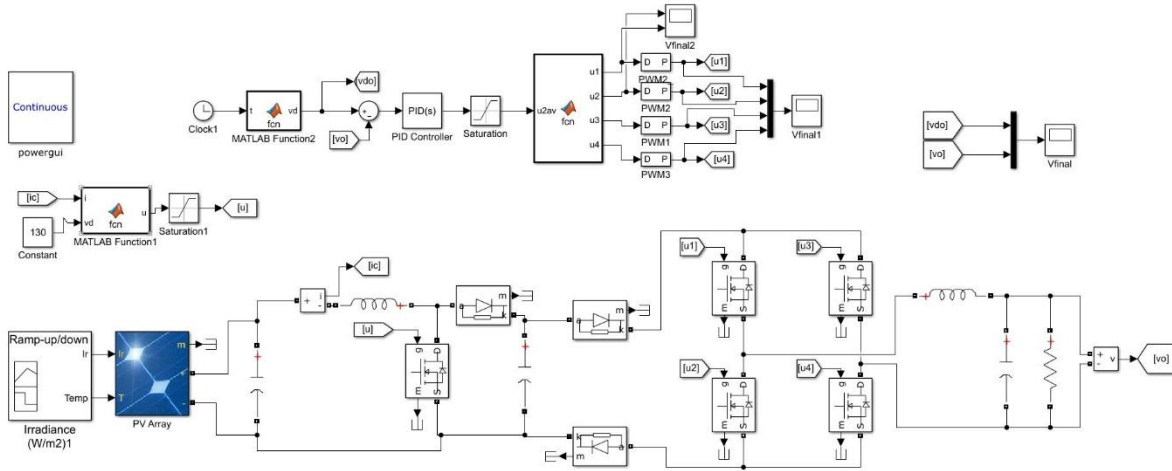 Continuous
powergui
t
fcn
vd
Clock1
MATLAB Function2
[vdo]
+
-
[vo]
PID(s)
PID Controller
Saturation
u2av
fcn
u1
u2
u3
u4
Vfinal2
D P
PWM2
[u1]
D P
PWM2
[u2]
D P
PWM1
[u3]
D P
PWM3
[u4]
Vfinal1
[vdo]
[vo]
Vfinal
[ic]
130
Constant
i
vd
fcn
u
MATLAB Function1
Saturation1
[u]
Ramp-up/down
Ir
Temp
Irradiance
(W/m2)1
Ir
T
m
+
-
PV Array
+
i
-
[ic]
+
+
[u]
g D
m S
a
m
k
+
a
m
k
k
a
m
[u1]
g D
m S
[u3]
g D
m S
[u2]
g D
m S
[u4]
g D
m S
+
+
+
+
-
v
[vo]